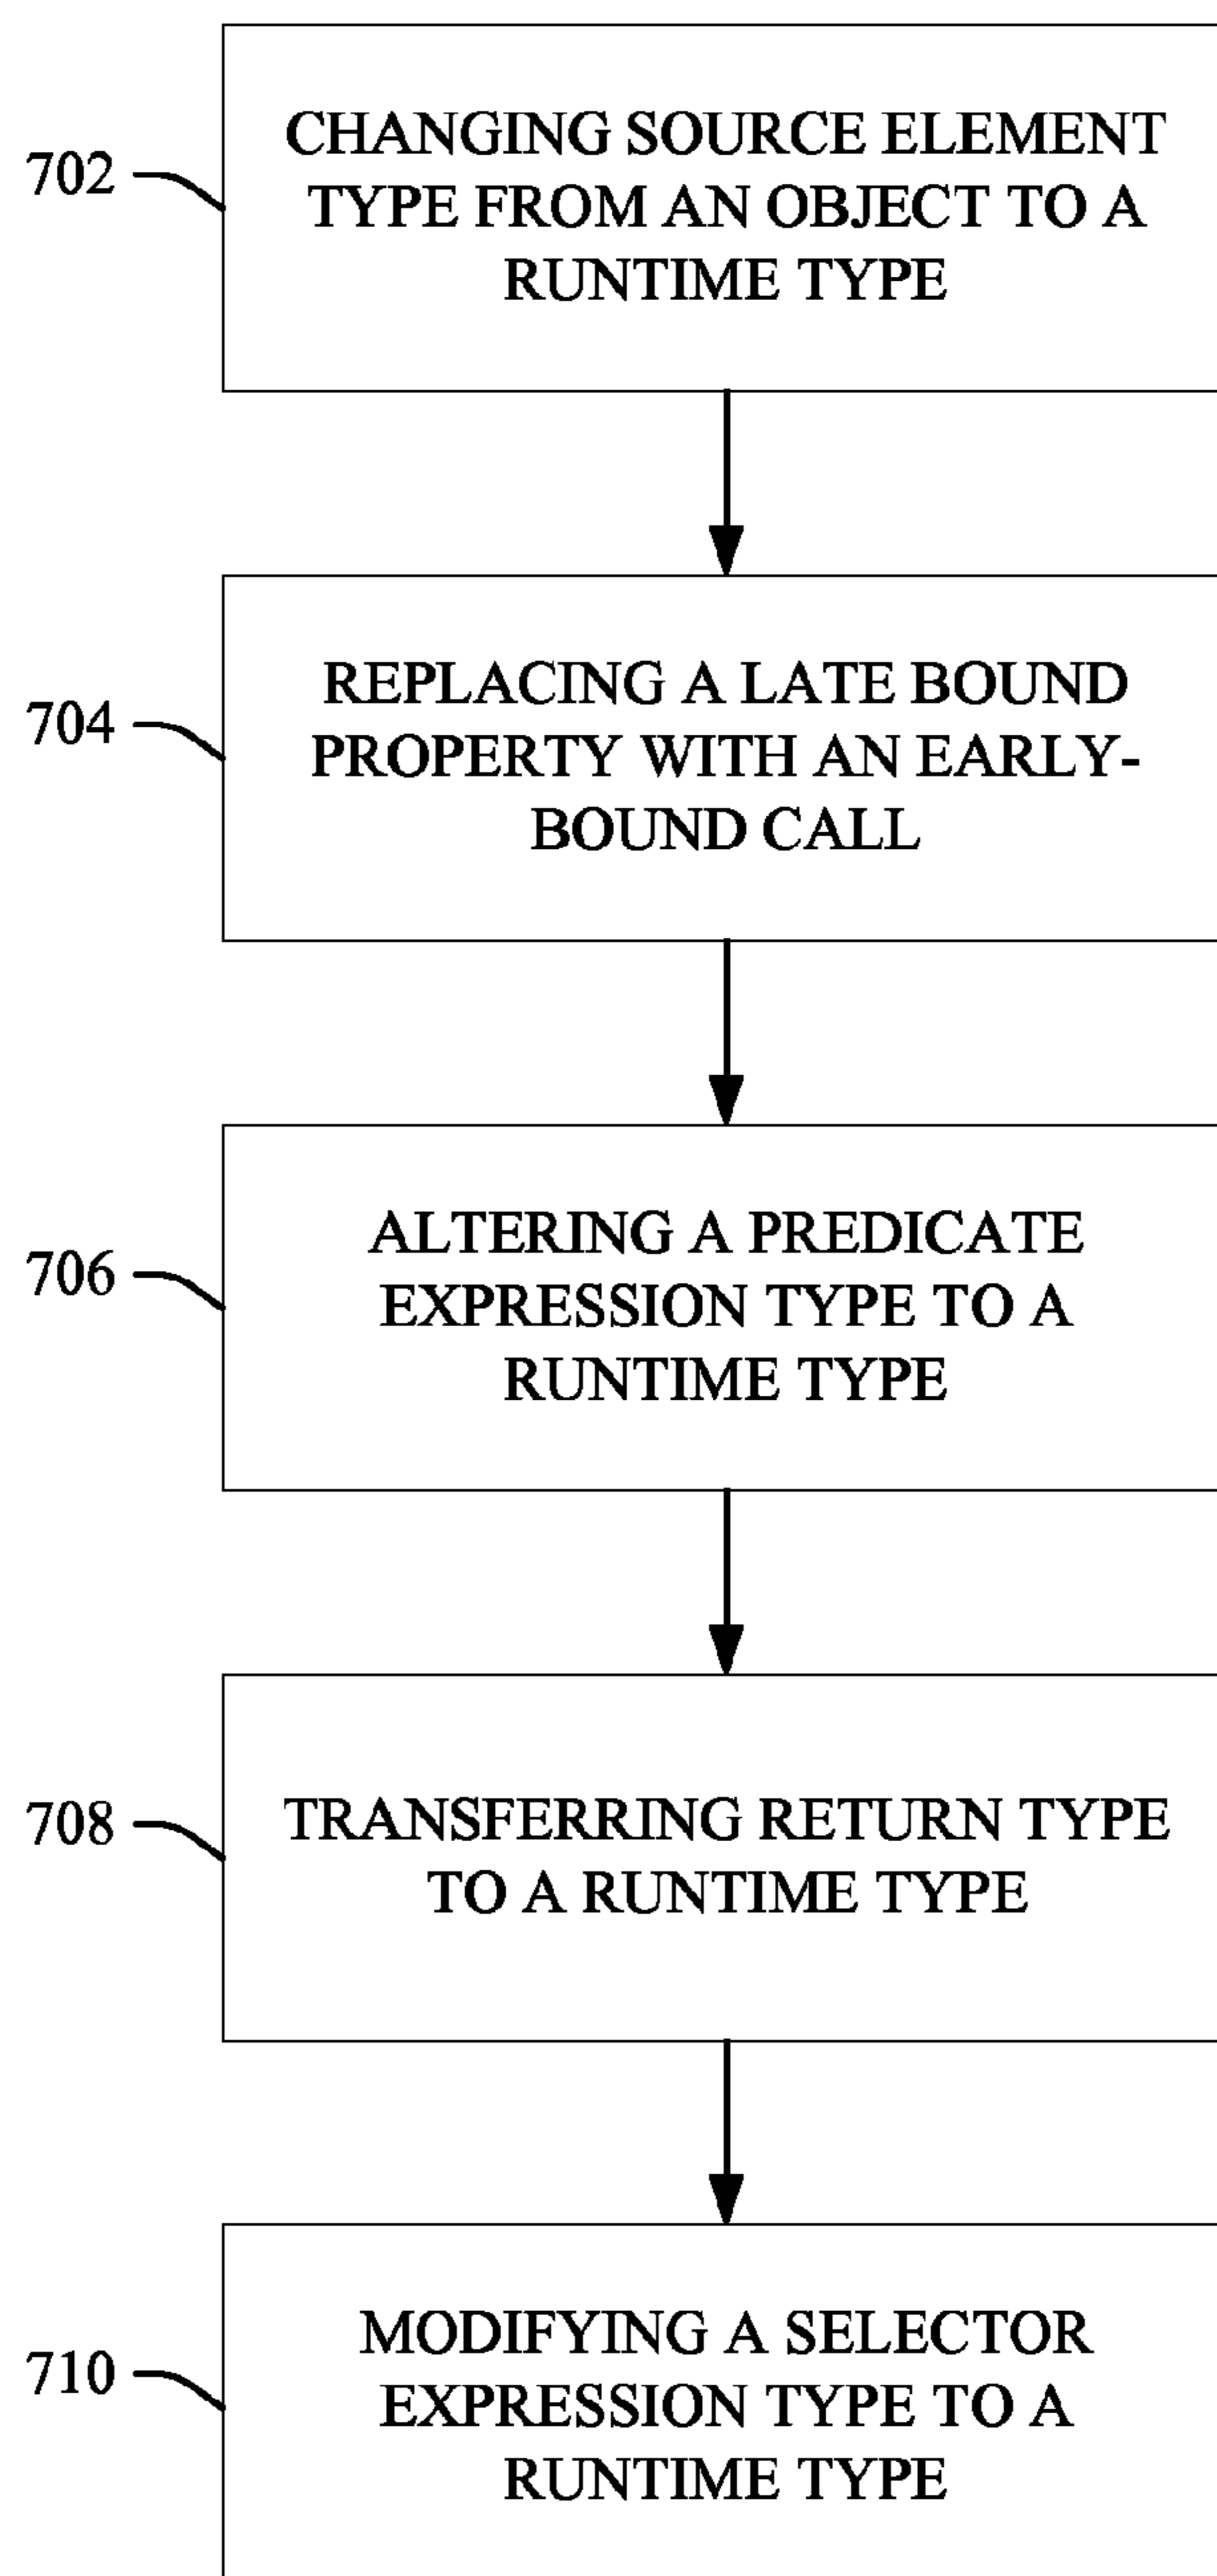 702
CHANGING SOURCE ELEMENT
TYPE FROM AN OBJECT TO A
RUNTIME TYPE
704
REPLACING A LATE BOUND
PROPERTY WITH AN EARLY-
BOUND CALL
706
ALTERING A PREDICATE
EXPRESSION TYPE TO A
RUNTIME TYPE
708
TRANSFERRING RETURN TYPE
TO A RUNTIME TYPE
710
MODIFYING A SELECTOR
EXPRESSION TYPE TO A
RUNTIME TYPE